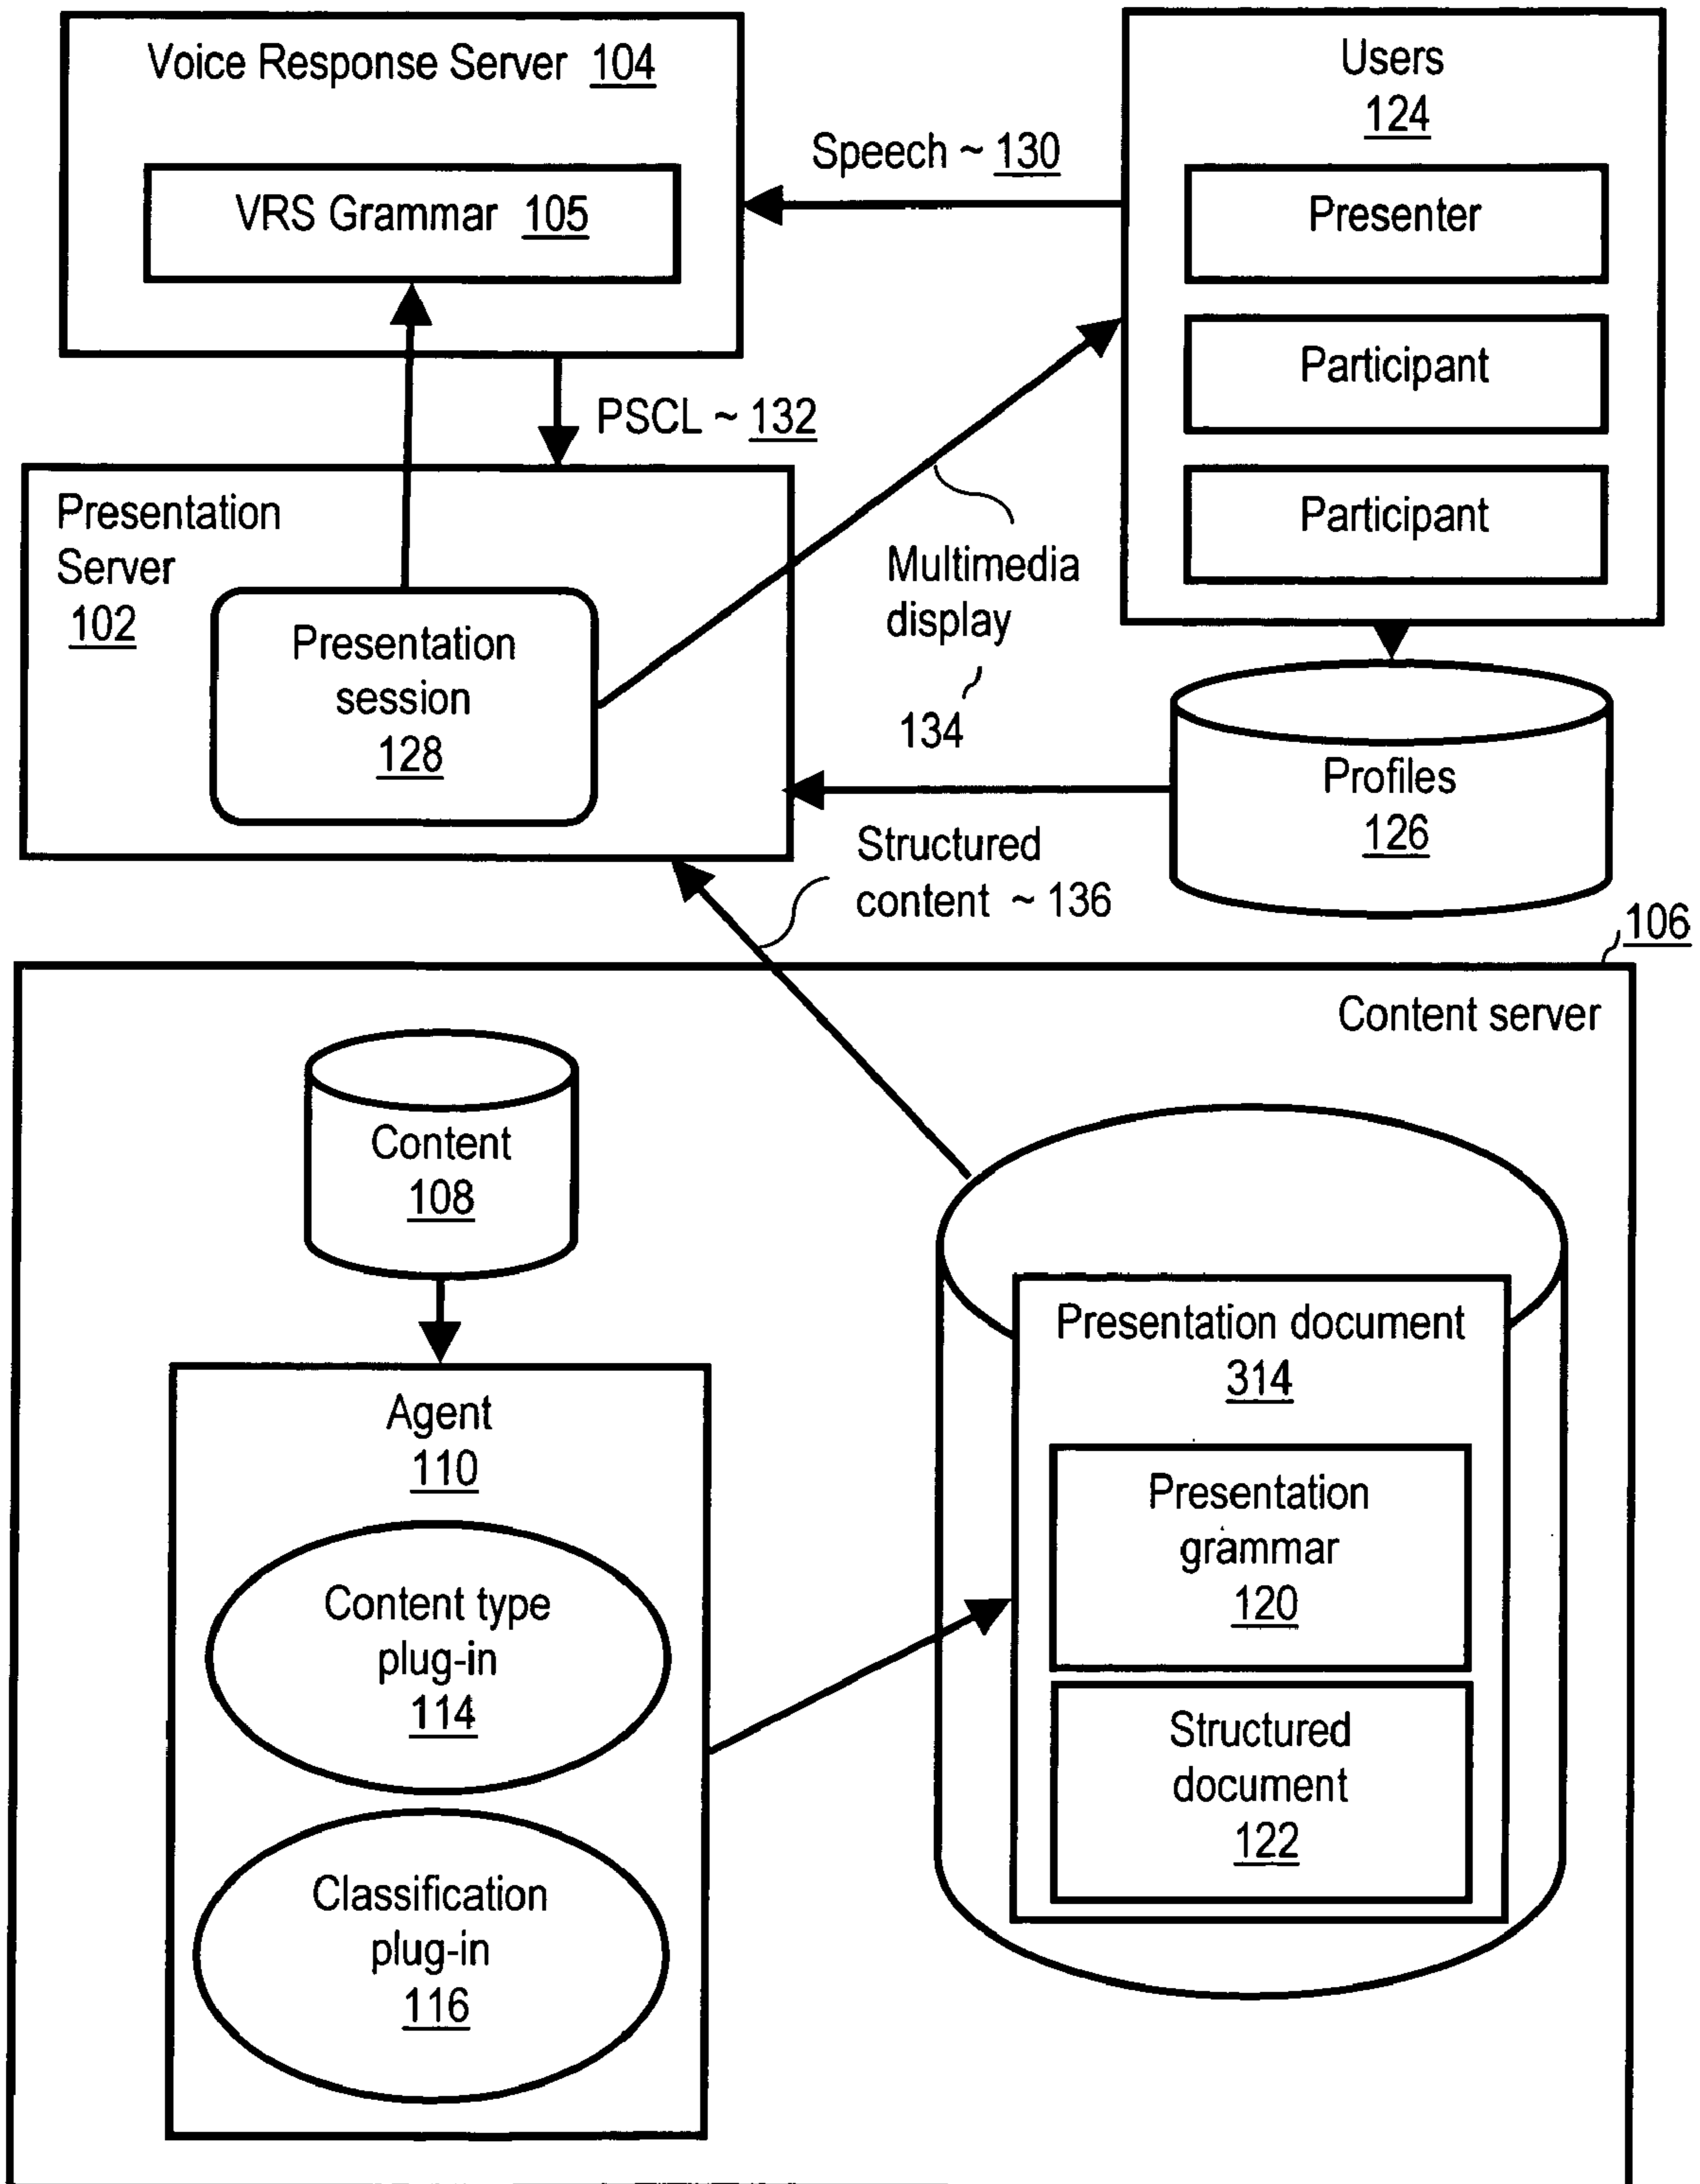 Voice Response Server 104
VRS Grammar 105
Speech ~ 130
Users
124
Presenter
Participant
Participant
PSCL ~ 132
Presentation
Server
102
Presentation
session
128
Multimedia
display
134
Profiles
126
Structured
content ~ 136
106
Content server
Content
108
Agent
110
Content type
plug-in
114
Classification
plug-in
116
Presentation document
314
Presentation
grammar
120
Structured
document
122